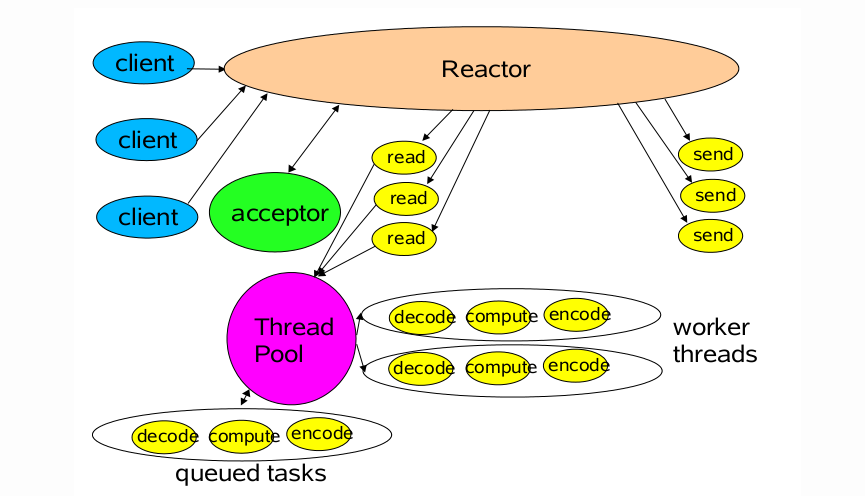 client
Reactor
client
client
acceptor
read
read
read
send
send
send
Thread
Pool
decode compute encode
decode compute encode
worker
threads
decode compute encode
queued tasks